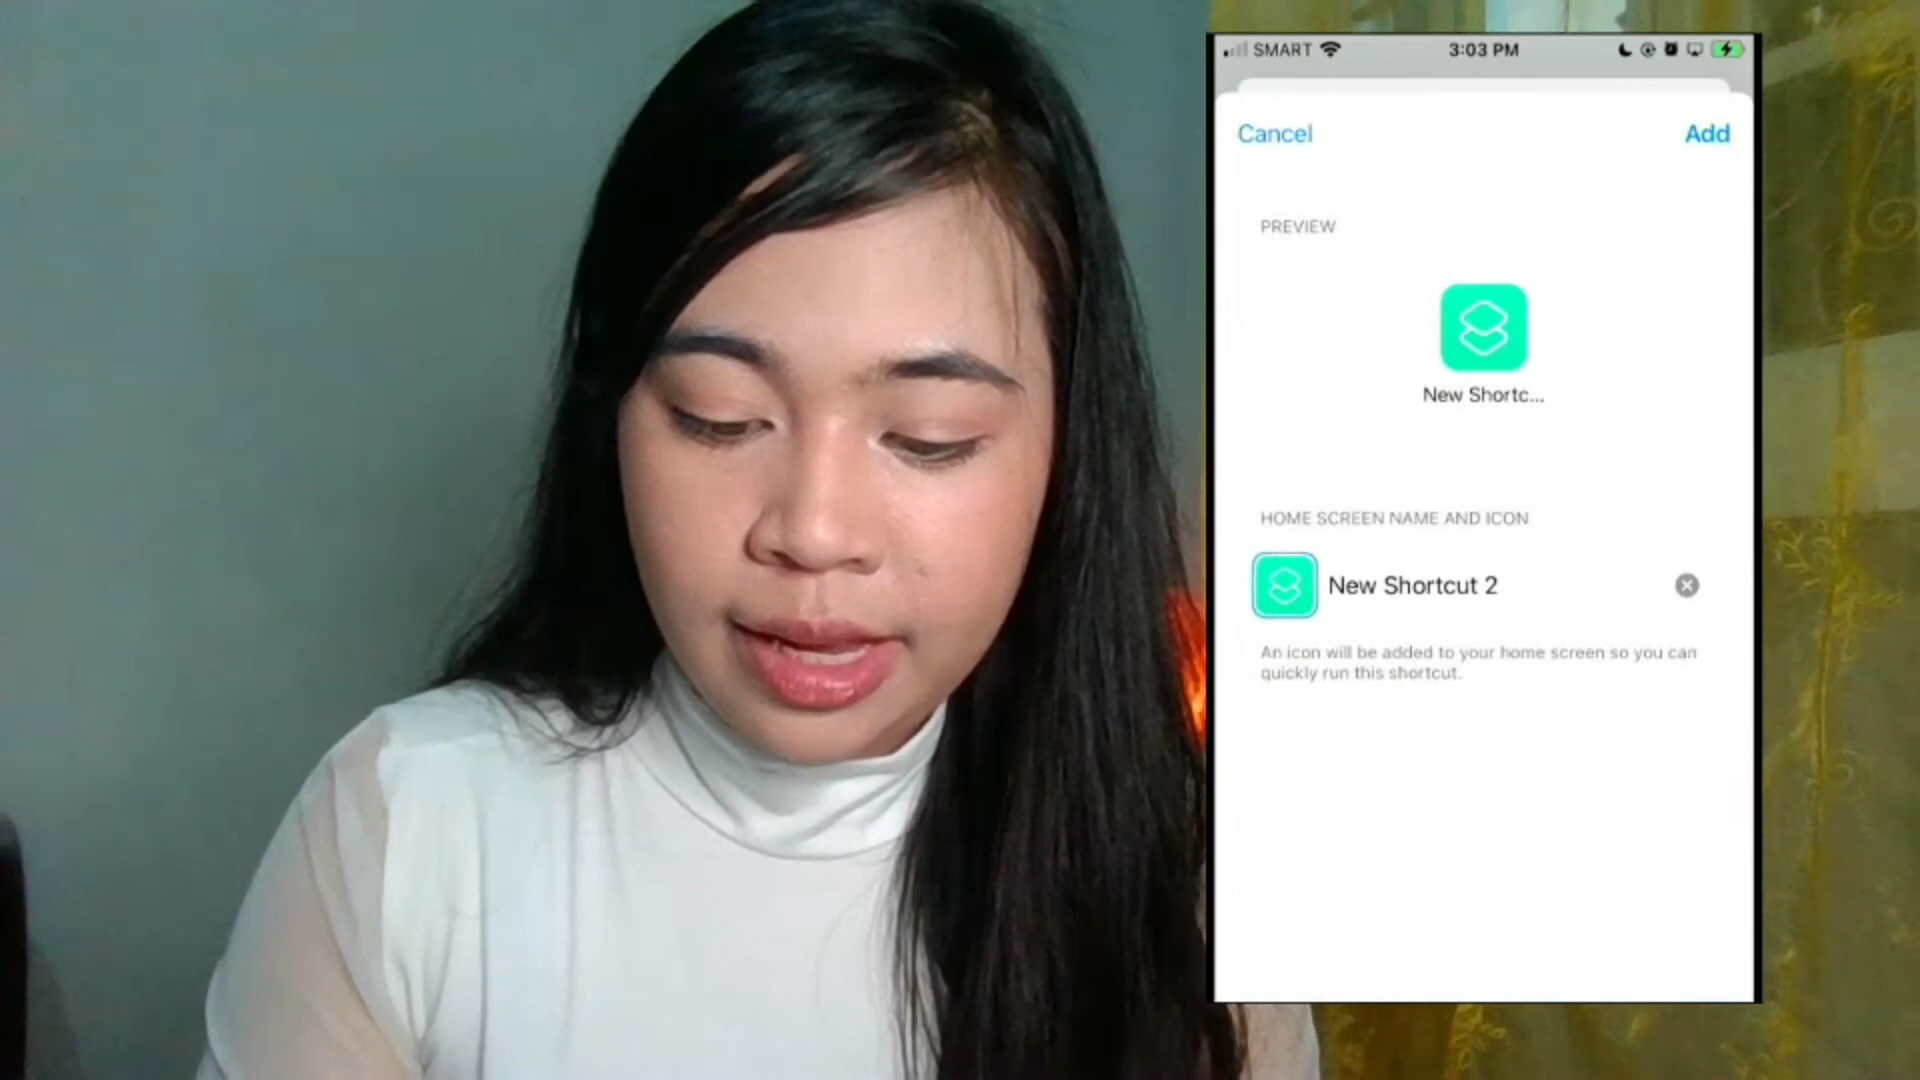 SMART 3:03 PM
Cancel Add
PREVIEW
New Shortc...
HOME SCREEN NAME AND ICON
New Shortcut 2
An icon will be added to your home screen so you can
quickly run this shortcut.